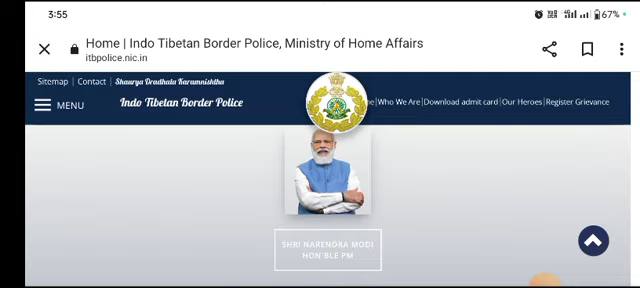 3:55
67%
Home | Indo Tibetan Border Police, Ministry of Home Affairs
itbpolice.nic.in
Sitemap | Contact | Shaurya Dradhata Karamnishtha
MENU
Indo Tibetan Border Police
e|Who We Are|Download admit card|Our Heroes|Register Grievance
SHRI NARENDRA MODI
HON'BLE PM